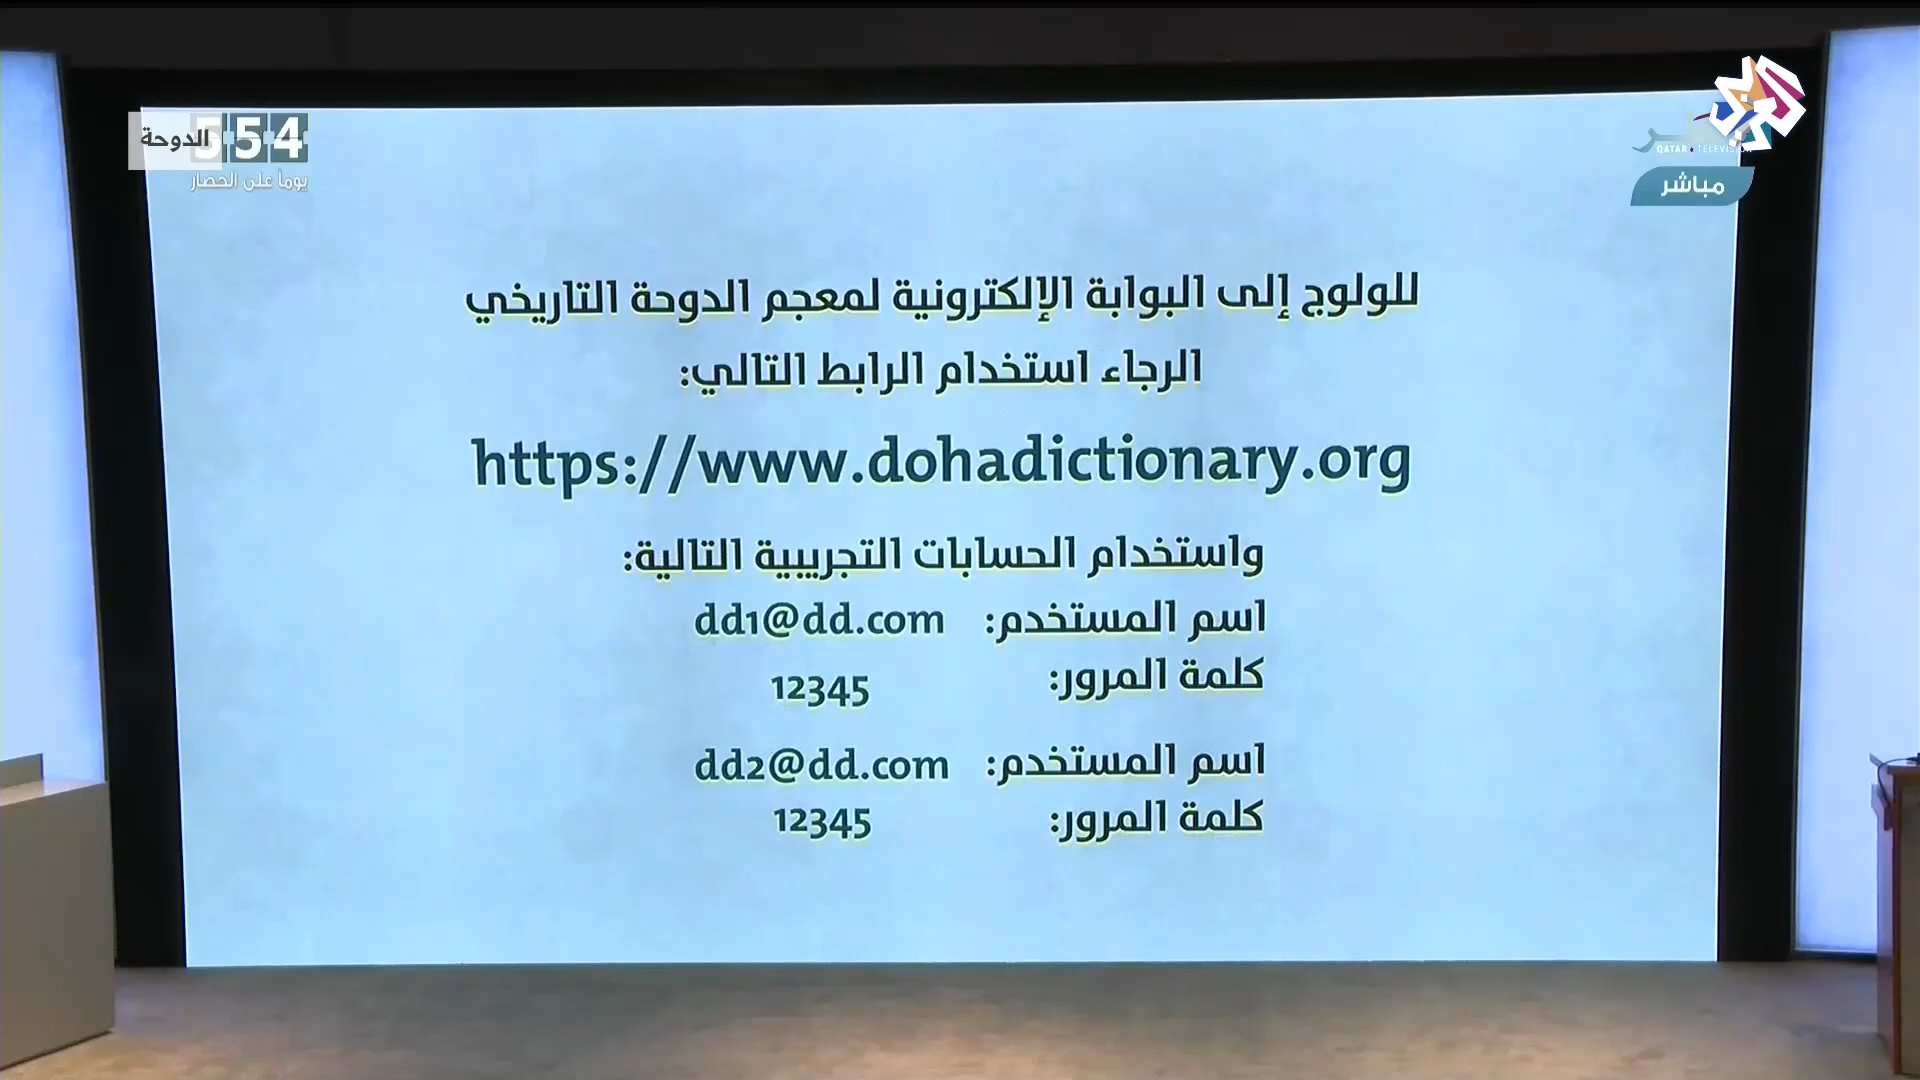 الدوحة
554
يوماً على الحصار
QATAR TELEVISION
مباشر
للولوج إلى البوابة الإلكترونية لمعجم الدوحة التاريخي
الرجاء استخدام الرابط التالي:
https://www.dohadictionary.org
واستخدام الحسابات التجريبية التالية:
اسم المستخدم: dd1@dd.com
كلمة المرور: 12345
اسم المستخدم: dd2@dd.com
كلمة المرور: 12345